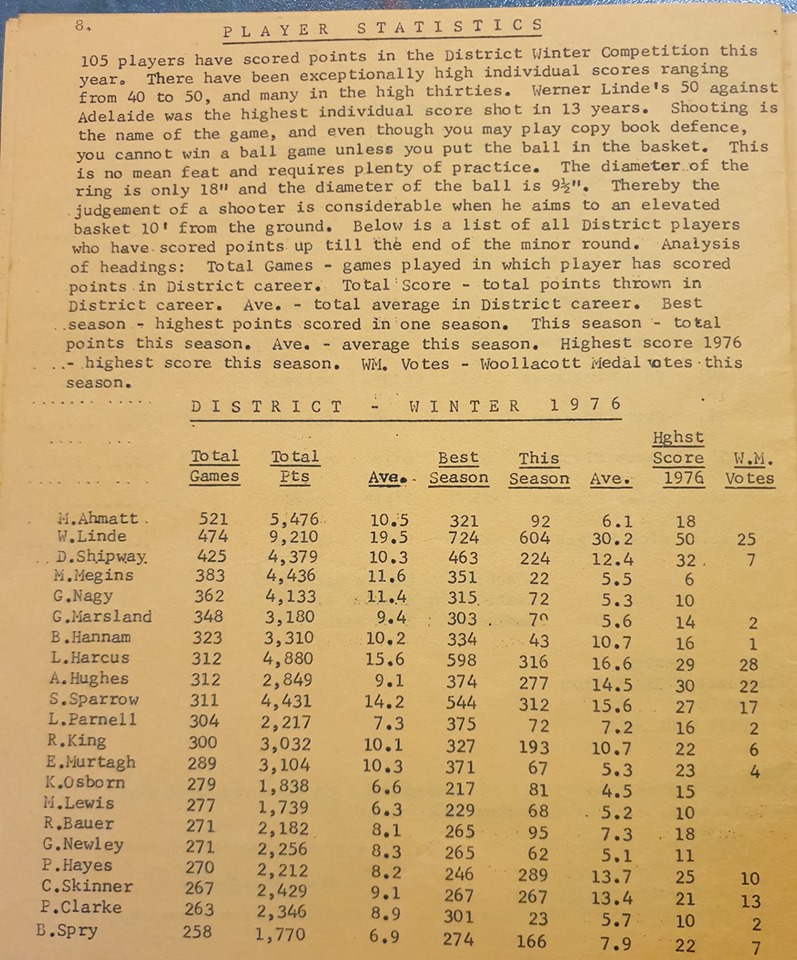 8.
PLAYER STATISTICS
105 players have scored points in the District Winter Competition this
year. There have been exceptionally high individual scores ranging
from 40 to 50, and many in the high thirties. Werner Linde's 50 against
Adelaide was the highest individual score shot in 13 years. Shooting is
the name of the game, and even though you may play copy book defence,
you cannot win a ball game unless you put the ball in the basket. This
is no mean feat and requires plenty of practice. The diameter of the
ring is only 18" and the diameter of the ball is 9½". Thereby the
judgement of a shooter is considerable when he aims to an elevated
basket 10' from the ground. Below is a list of all District players
who have scored points up till the end of the minor round. Analysis
of headings: Total Games - games played in which player has scored
points in District career. Total Score - total points thrown in
District career. Ave. - total average in District career. Best
season - highest points scored in one season. This season - total
points this season. Ave. - average this season. Highest score 1976
- highest score this season. WM. Votes - Woollacott Medal votes this
season.
DISTRICT - WINTER 1976
Hghst
Total Total Best This Score W.M.
Games Pts Ave. Season Season Ave. 1976 Votes
M.Ahmatt 521 5,476 10.5 321 92 6.1 18
W.Linde 474 9,210 19.5 724 604 30.2 50 25
D.Shipway 425 4,379 10.3 463 224 12.4 32 7
M.Megins 383 4,436 11.6 351 22 5.5 6
G.Nagy 362 4,133 11.4 315 72 5.3 10
G.Marsland 348 3,180 9.4 303 5.6 14 2
B.Hannam 323 3,310 10.2 334 43 10.7 16 1
L.Harcus 312 4,880 15.6 598 316 16.6 29 28
A.Hughes 312 2,849 9.1 374 277 14.5 30 22
S.Sparrow 311 4,431 14.2 544 312 15.6 27 17
L.Parnell 304 2,217 7.3 375 72 7.2 16 2
R.King 300 3,032 10.1 327 193 10.7 22 6
E.Murtagh 289 3,104 10.3 371 67 5.3 23 4
K.Osborn 279 1,838 6.6 217 81 4.5 15
M.Lewis 277 1,739 6.3 229 68 5.2 10
R.Bauer 271 2,182 8.1 265 95 7.3 18
G.Newley 271 2,256 8.3 265 62 5.1 11
P.Hayes 270 2,212 8.2 246 289 13.7 25 10
C.Skinner 267 2,429 9.1 267 267 13.4 21 13
P.Clarke 263 2,346 8.9 301 23 5.7 10 2
B.Spry 258 1,770 6.9 274 166 7.9 22 7